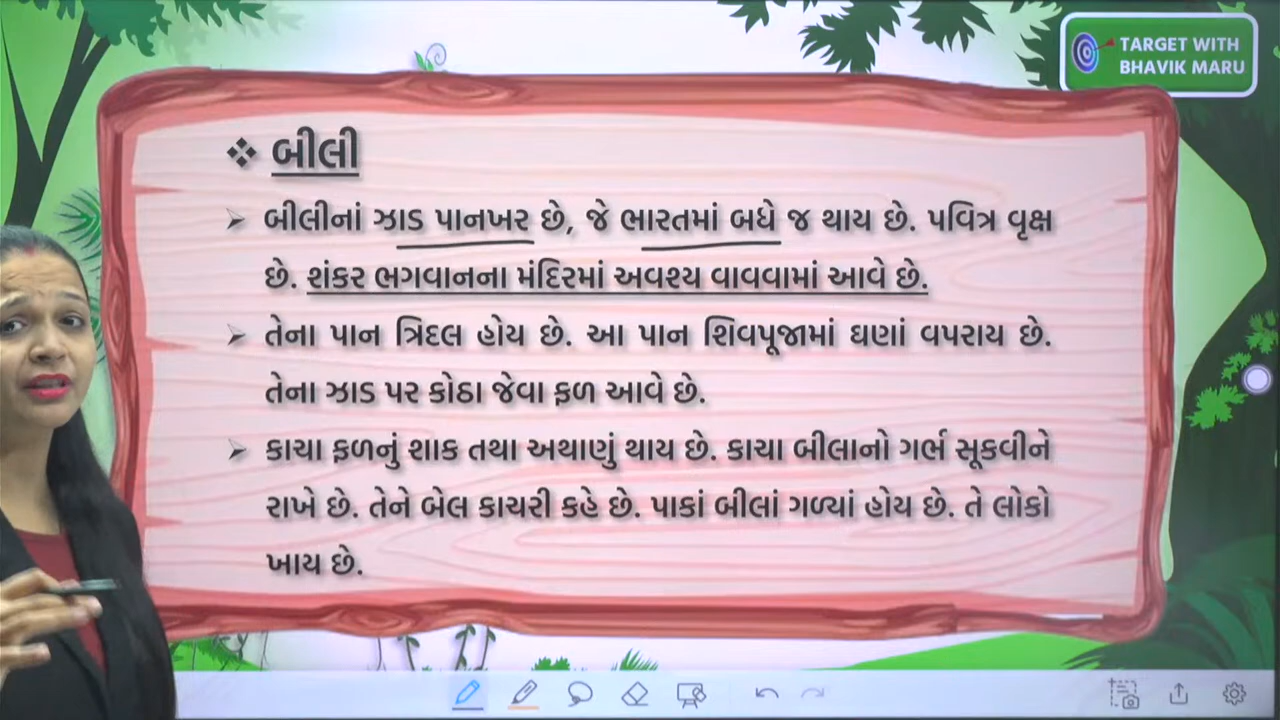 TARGET WITH
BHAVIK MARU
❖ બીલી
➢ બીલીનાં ઝાડ પાનખર છે, જે ભારતમાં બધે જ થાય છે. પવિત્ર વૃક્ષ
છે. શંકર ભગવાનના મંદિરમાં અવશ્ય વાવવામાં આવે છે.
➢ તેના પાન ત્રિદલ હોય છે. આ પાન શિવપૂજામાં ઘણાં વપરાય છે.
તેના ઝાડ પર કોઠા જેવા ફળ આવે છે.
➢ કાચા ફળનું શાક તથા અથાણું થાય છે. કાચા બીલાનો ગર્ભ સૂકવીને
રાખે છે. તેને બેલ કાચરી કહે છે. પાકાં બીલાં ગળ્યાં હોય છે. તે લોકો
ખાય છે.